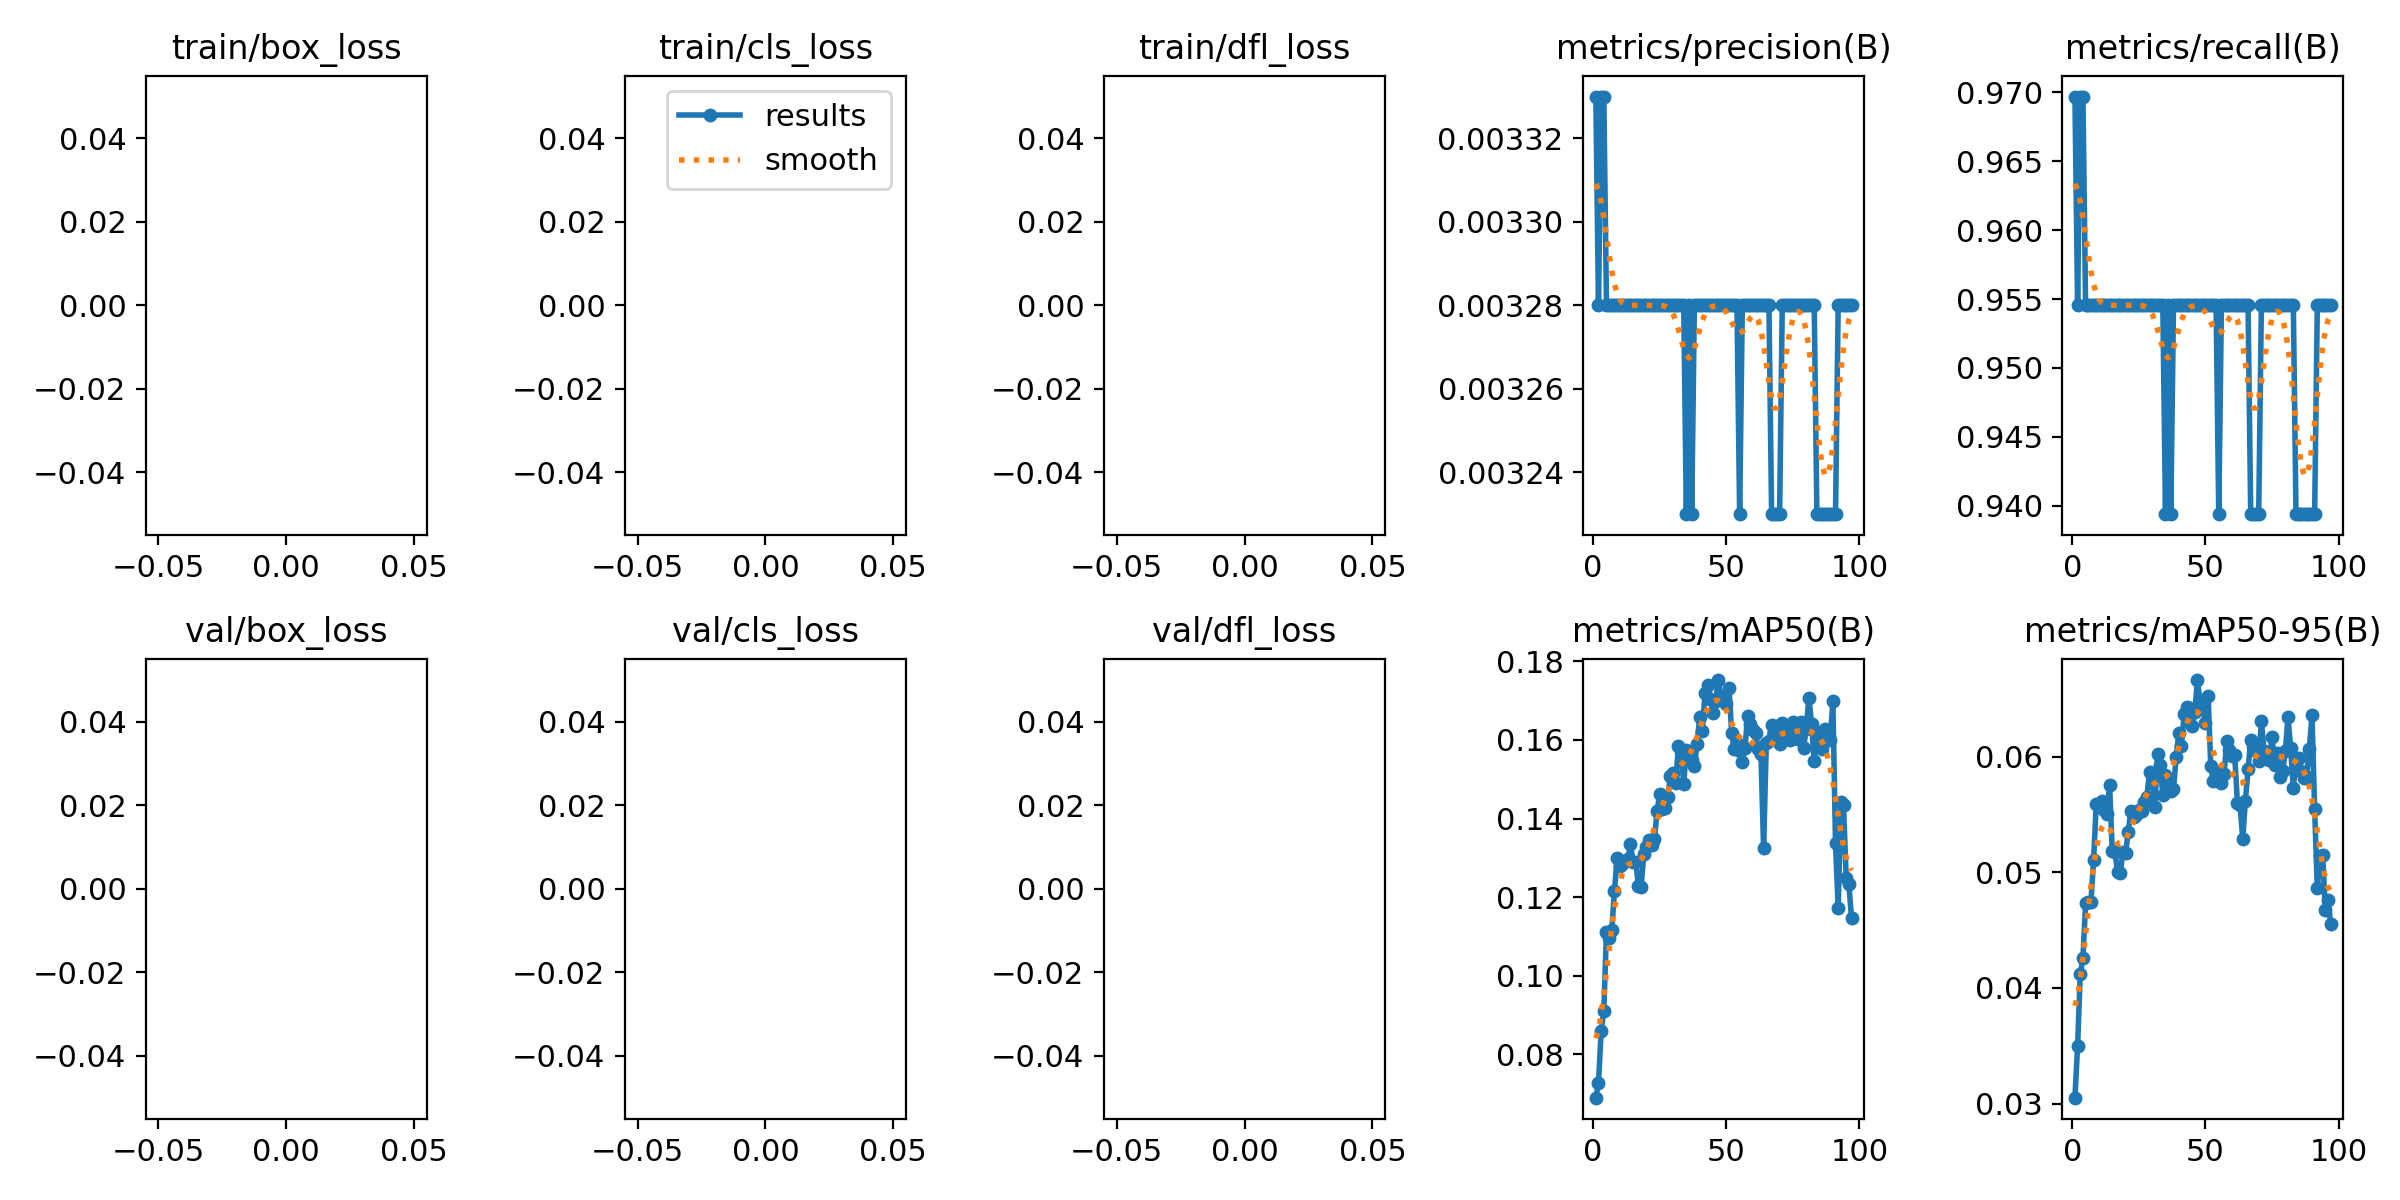 train/box_loss
train/cls_loss
train/dfl_loss
metrics/precision(B)
metrics/recall(B)
0.04
0.02
0.00
−0.02
−0.04
−0.05 0.00 0.05
results
smooth
0.04
0.02
0.00
−0.02
−0.04
−0.05 0.00 0.05
0.04
0.02
0.00
−0.02
−0.04
−0.05 0.00 0.05
0.00332
0.00330
0.00328
0.00326
0.00324
0 50 100
0.970
0.965
0.960
0.955
0.950
0.945
0.940
0 50 100
val/box_loss
val/cls_loss
val/dfl_loss
metrics/mAP50(B)
metrics/mAP50-95(B)
0.04
0.02
0.00
−0.02
−0.04
−0.05 0.00 0.05
0.04
0.02
0.00
−0.02
−0.04
−0.05 0.00 0.05
0.04
0.02
0.00
−0.02
−0.04
−0.05 0.00 0.05
0.18
0.16
0.14
0.12
0.10
0.08
0 50 100
0.06
0.05
0.04
0.03
0 50 100